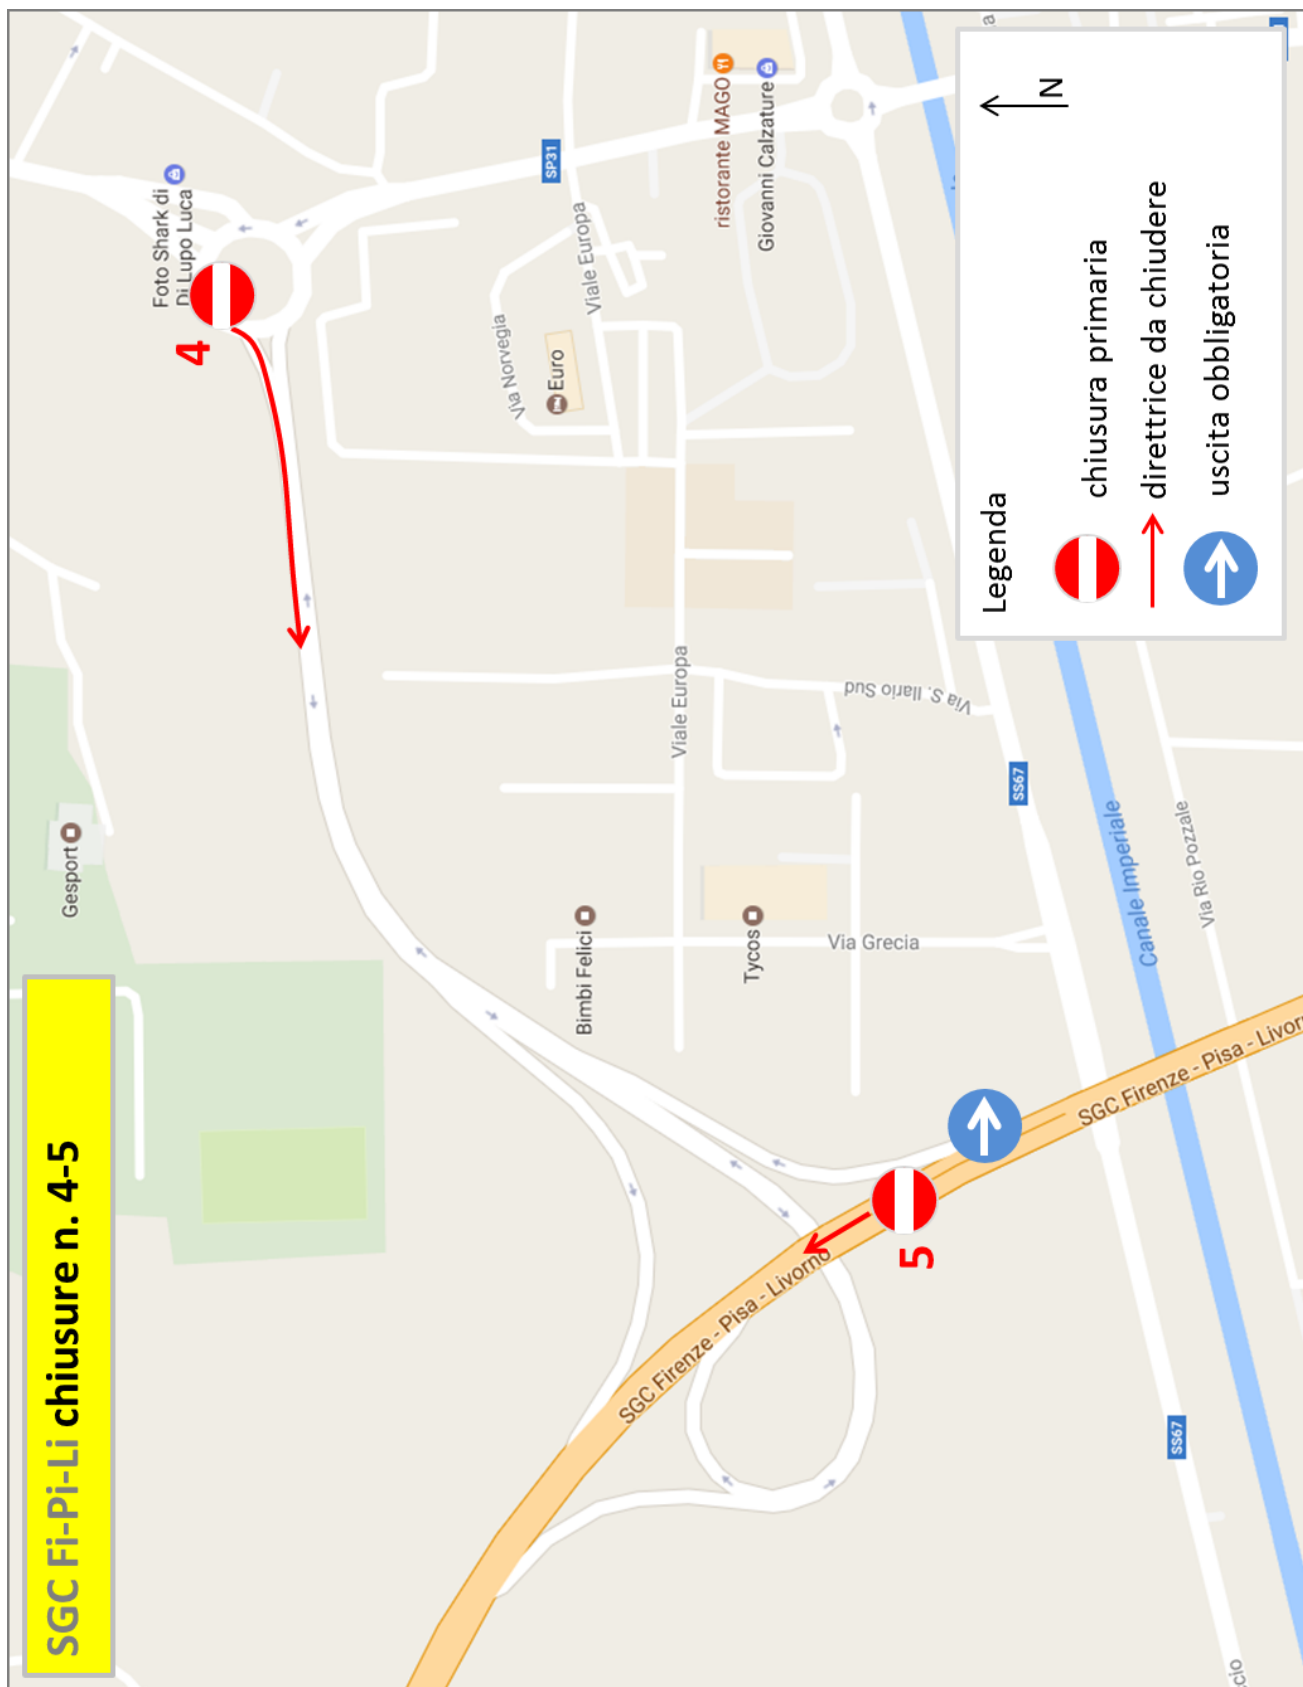 SGC Fi-Pi-Li chiusure n. 4-5
Gesport
Foto Shark di
Di Lupo Luca
4
SP31
ristorante MAGO
Giovanni Calzature
Viale Europa
Via Norvegia
Euro
Bimbi Felici
Viale Europa
Tycos
Via Grecia
Via S. Ilario Sud
SS67
SGC Firenze - Pisa - Livorno
5
SGC Firenze - Pisa - Livor
Canale Imperiale
Via Rio Pozzale
SS67
cio
Legenda
N
chiusura primaria
direttrice da chiudere
uscita obbligatoria